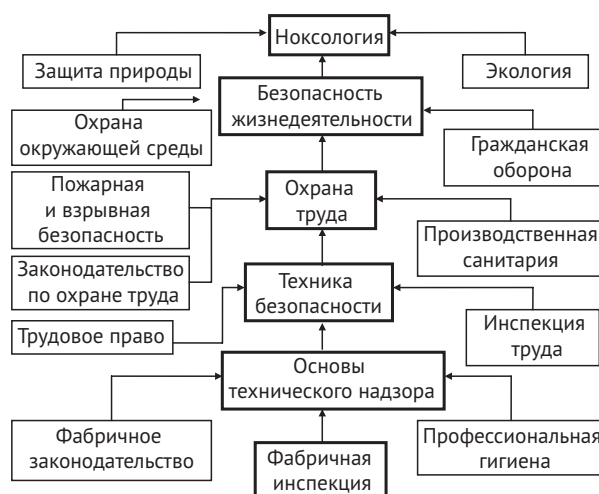 Ноксология
Защита природы
Экология
Безопасность
жизнедеятельности
Охрана
окружающей среды
Гражданская
оборона
Пожарная
и взрывная
безопасность
Охрана
труда
Производственная
санитария
Законодательство
по охране труда
Техника
безопасности
Трудовое право
Инспекция
труда
Основы
технического надзора
Фабричное
законодательство
Фабричная
инспекция
Профессиональная
гигиена